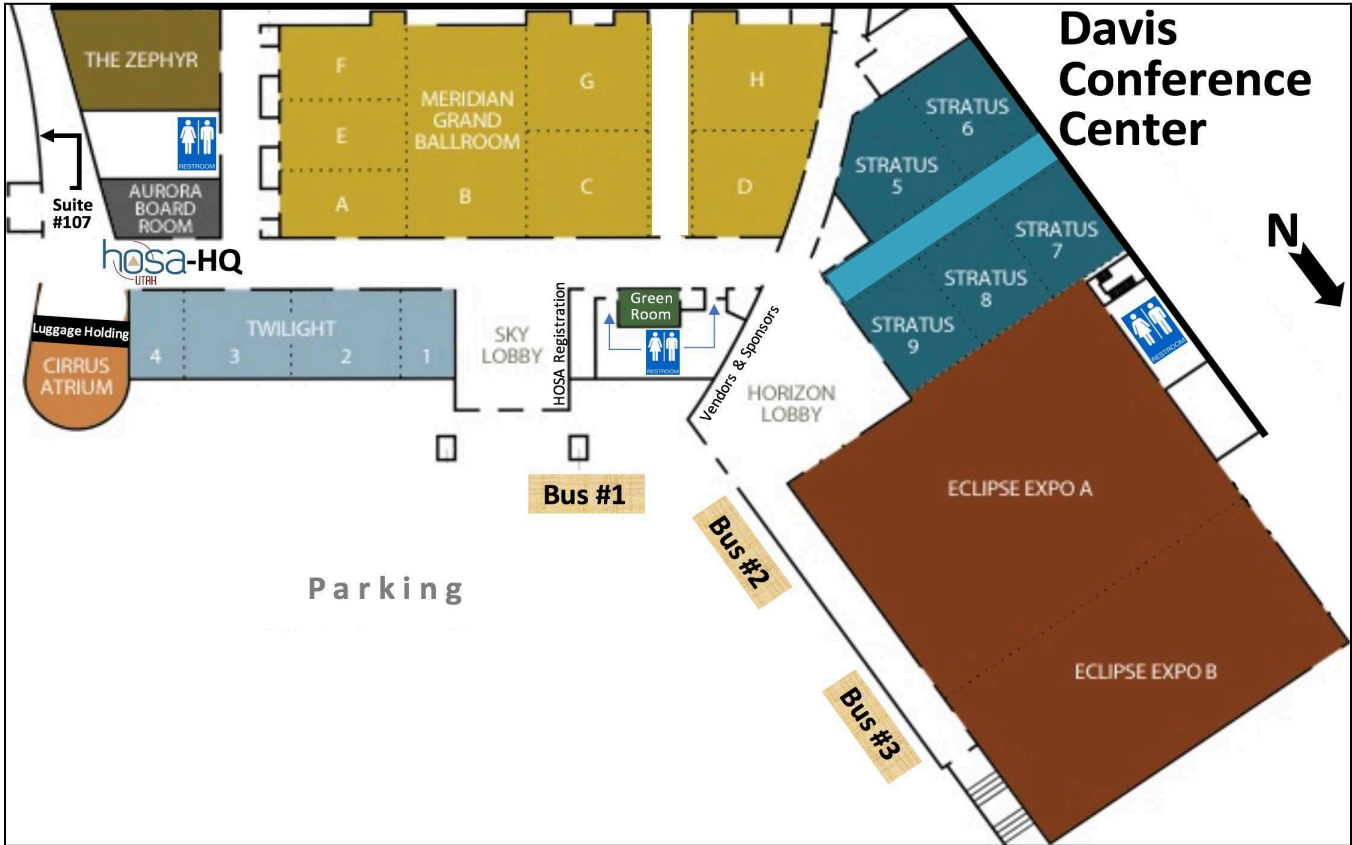 Davis
Conference
Center
THE ZEPHYR
RESTROOM
AURORA
BOARD
ROOM
Suite
#107
hosa-HQ
UTAH
F
E
A
MERIDIAN
GRAND
BALLROOM
B
G
C
H
D
STRATUS
6
STRATUS
5
STRATUS
7
STRATUS
8
STRATUS
9
N
RESTROOM
Luggage Holding
CIRRUS
ATRIUM
TWILIGHT
4
3
2
1
SKY
LOBBY
HOSA Registration
Green
Room
RESTROOM
Vendors & Sponsors
HORIZON
LOBBY
Bus #1
Bus #2
Bus #3
Parking
ECLIPSE EXPO A
ECLIPSE EXPO B